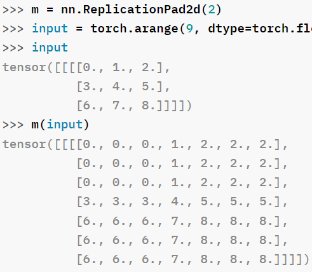 >>> m = nn.ReplicationPad2d(2)
>>> input = torch.arange(9, dtype=torch.flo
>>> input
tensor([[[[0., 1., 2.],
[3., 4., 5.],
[6., 7., 8.]]]])
>>> m(input)
tensor([[[[0., 0., 0., 1., 2., 2., 2.],
[0., 0., 0., 1., 2., 2., 2.],
[0., 0., 0., 1., 2., 2., 2.],
[3., 3., 3., 4., 5., 5., 5.],
[6., 6., 6., 7., 8., 8., 8.],
[6., 6., 6., 7., 8., 8., 8.],
[6., 6., 6., 7., 8., 8., 8.]]]])